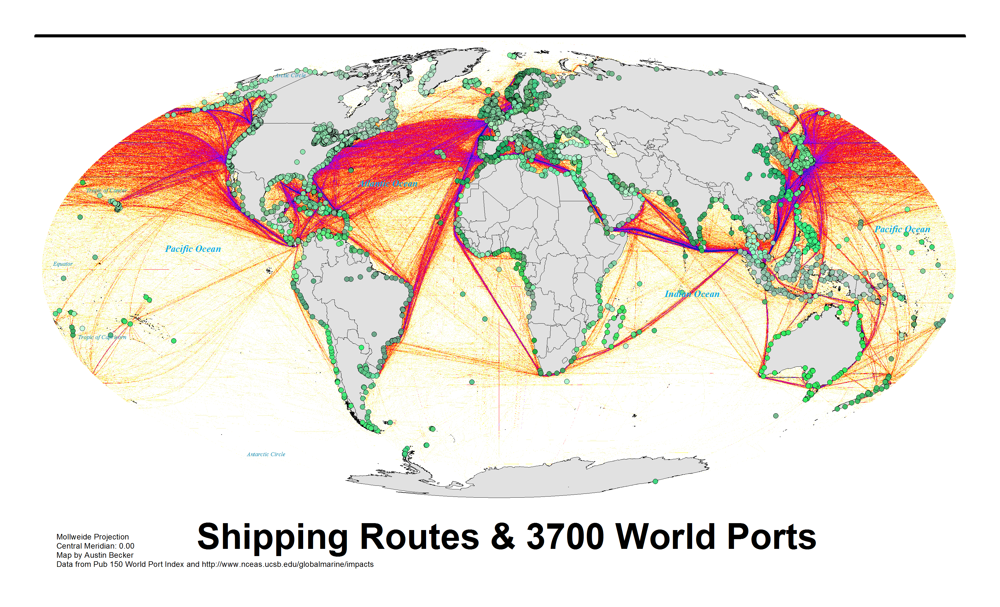 Arctic Circle
Atlantic Ocean
Tropic of Cancer
Pacific Ocean
Pacific Ocean
Equator
Indian Ocean
Tropic of Capricorn
Antarctic Circle
Shipping Routes & 3700 World Ports
Mollweide Projection
Central Meridian: 0.00
Map by Austin Becker
Data from Pub 150 World Port Index and http://www.nceas.ucsb.edu/globalmarine/impacts